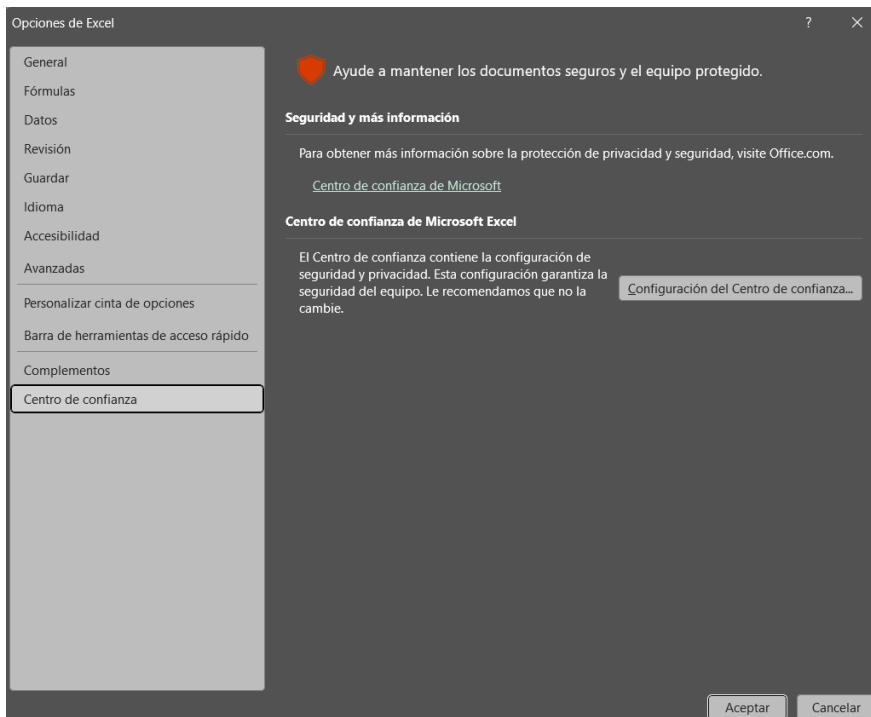 Opciones de Excel
?
General
Fórmulas
Datos
Revisión
Guardar
Idioma
Accesibilidad
Avanzadas
Personalizar cinta de opciones
Barra de herramientas de acceso rápido
Complementos
Centro de confianza
Ayude a mantener los documentos seguros y el equipo protegido.
Seguridad y más información
Para obtener más información sobre la protección de privacidad y seguridad, visite Office.com.
Centro de confianza de Microsoft
Centro de confianza de Microsoft Excel
El Centro de confianza contiene la configuración de
seguridad y privacidad. Esta configuración garantiza la
seguridad del equipo. Le recomendamos que no la
cambie.
Configuración del Centro de confianza...
Aceptar
Cancelar